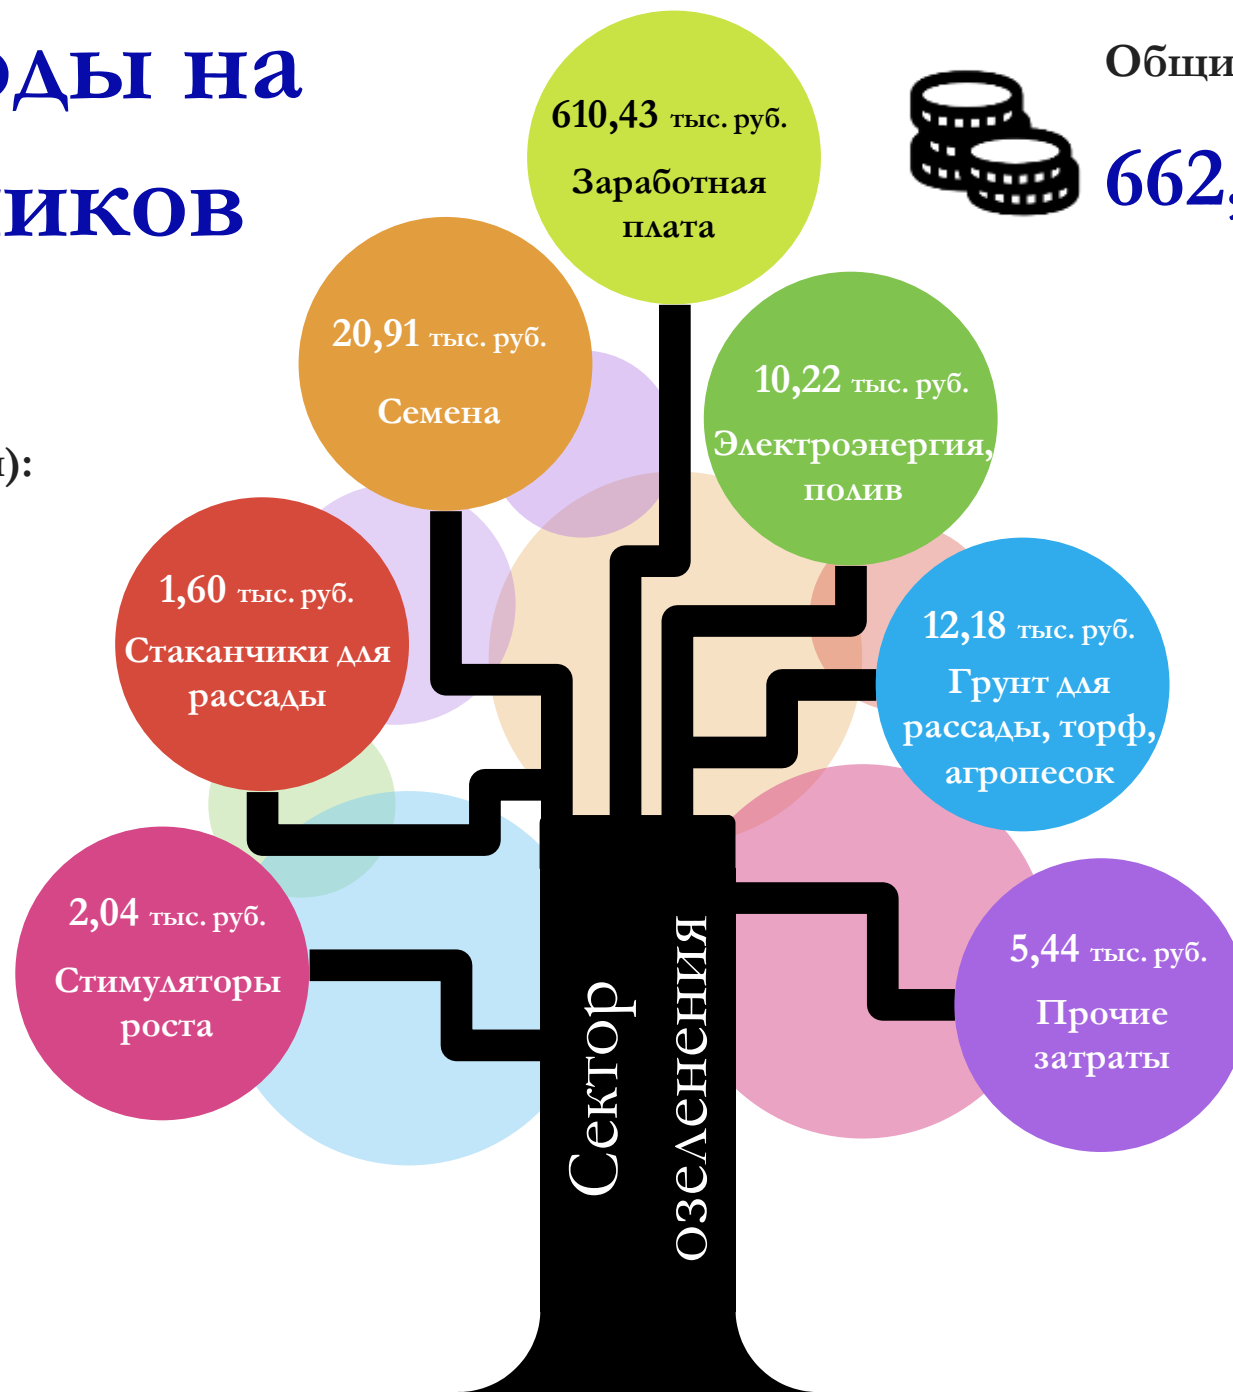 оды на
иков
Общи
662,
610,43 тыс. руб.
Заработная
плата
20,91 тыс. руб.
Семена
10,22 тыс. руб.
Электроэнергия,
полив
):
1,60 тыс. руб.
Стаканчики для
рассады
12,18 тыс. руб.
Грунт для
рассады, торф,
агропесок
2,04 тыс. руб.
Стимуляторы
роста
5,44 тыс. руб.
Прочие
затраты
Сектор
озеленения